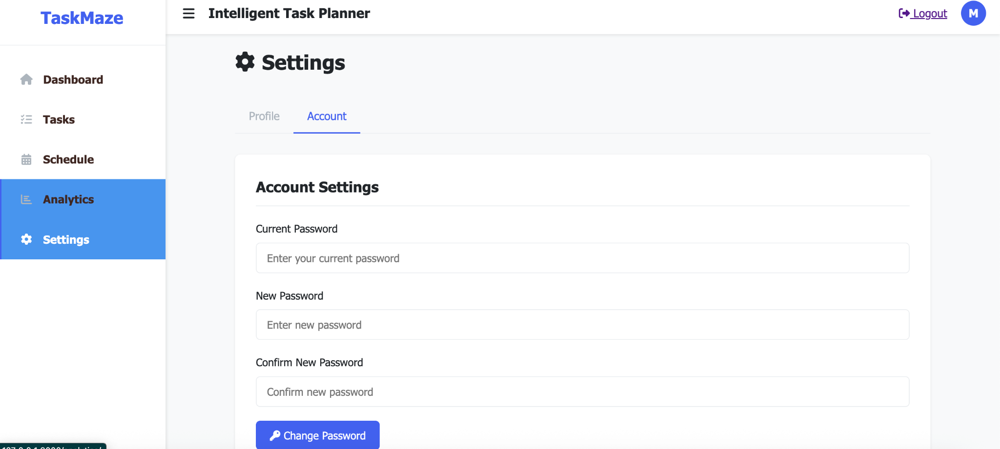 TaskMaze
Intelligent Task Planner
Logout
M
Dashboard
Tasks
Schedule
Analytics
Settings
Settings
Profile
Account
Account Settings
Current Password
Enter your current password
New Password
Enter new password
Confirm New Password
Confirm new password
Change Password